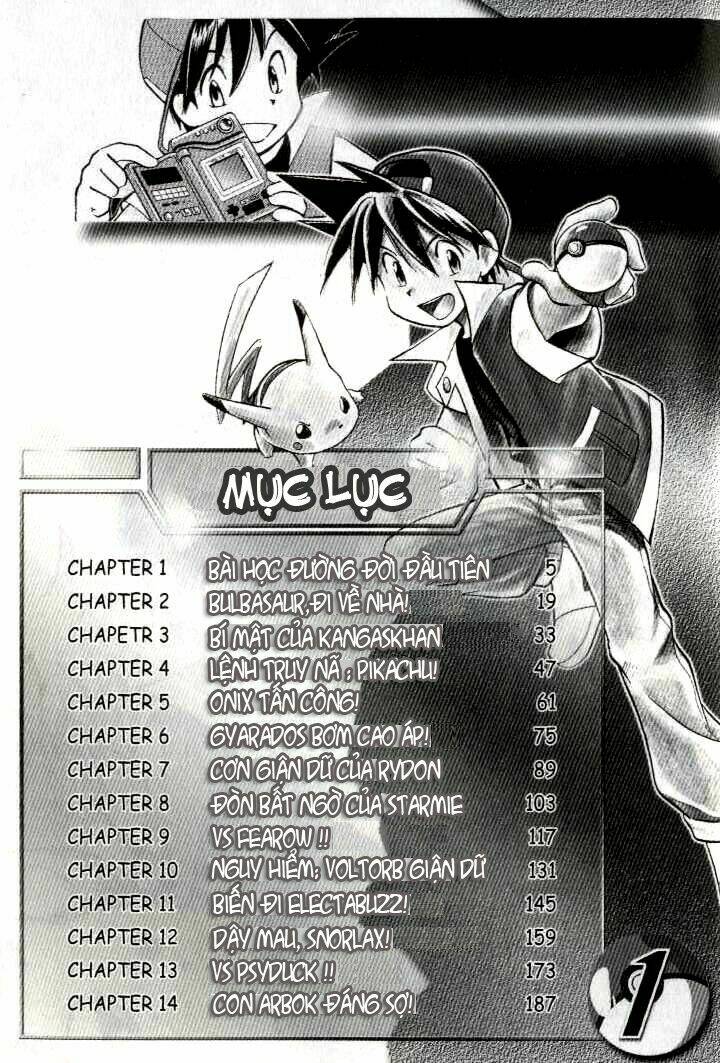 MỤC LỤC
CHAPTER 1 BÀI HỌC ĐƯỜNG ĐỜI ĐẦU TIÊN 5
CHAPTER 2 BULBASAUR,ĐI VỀ NHÀ! 19
CHAPETR 3 BÍ MẬT CỦA KANGASKHAN 33
CHAPTER 4 LỆNH TRUY NÃ : PIKACHU! 47
CHAPTER 5 ONIX TẤN CÔNG! 61
CHAPTER 6 GYARADOS BƠM CAO ÁP! 75
CHAPTER 7 CƠN GIẬN DỮ CỦA RYDON 89
CHAPTER 8 ĐÒN BẤT NGỜ CỦA STARMIE 103
CHAPTER 9 VS FEAROW !! 117
CHAPTER 10 NGUY HIỂM; VOLTORB GIẬN DỮ 131
CHAPTER 11 BIẾN ĐI ELECTABUZZ! 145
CHAPTER 12 DẬY MAU, SNORLAX! 159
CHAPTER 13 VS PSYDUCK !! 173
CHAPTER 14 CON ARBOK ĐÁNG SỢ! 187
1